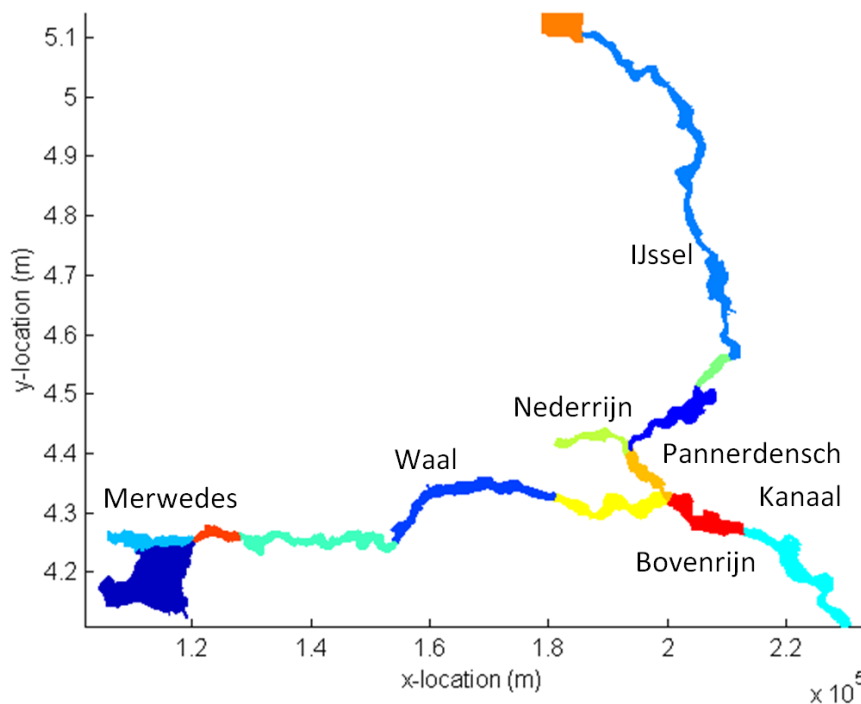 5.1
5
4.9
4.8
4.7
4.6
4.5
4.4
4.3
4.2
y-location (m)
IJssel
Nederrijn
Pannerdensch
Kanaal
Waal
Merwedes
Bovenrijn
1.2 1.4 1.6 1.8 2 2.2
x-location (m)
x 10⁵